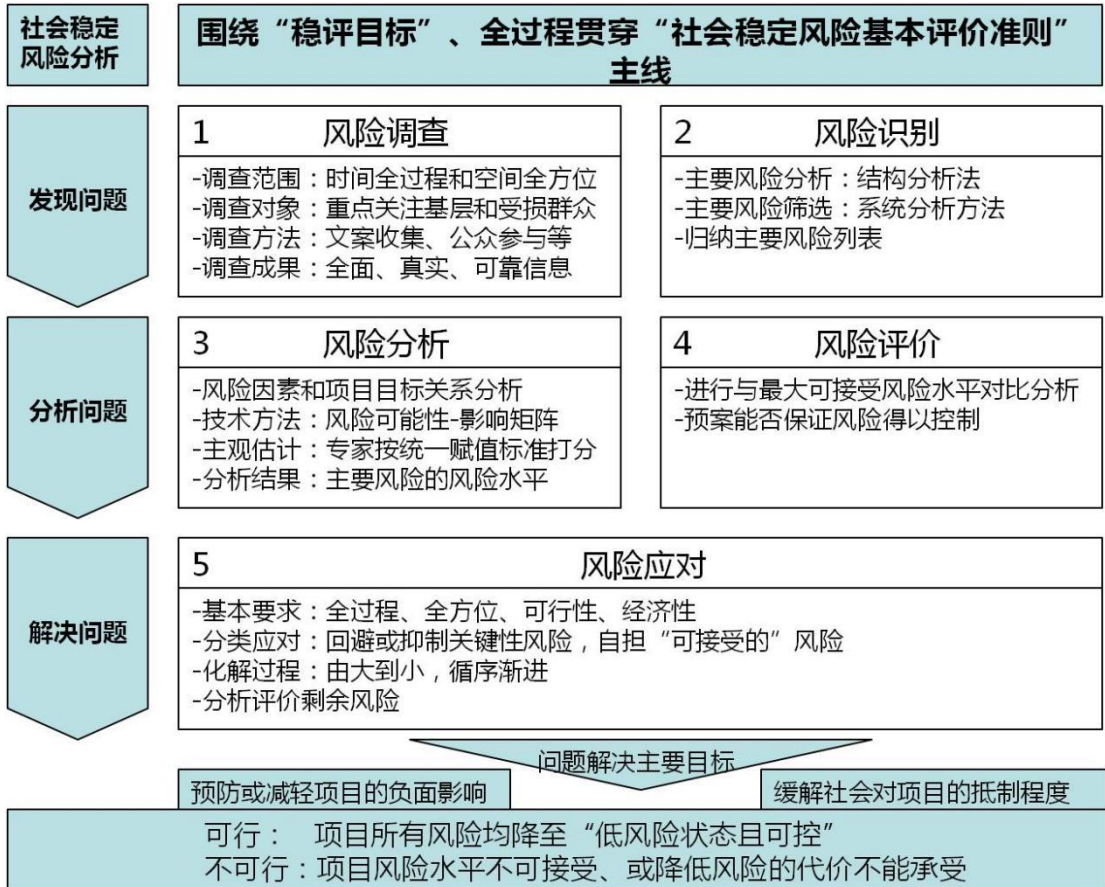 社会稳定
风险分析
围绕“稳评目标”、全过程贯穿“社会稳定风险基本评价准则”
主线
发现问题
1 风险调查
-调查范围：时间全过程和空间全方位
-调查对象：重点关注基层和受损群众
-调查方法：文案收集、公众参与等
-调查成果：全面、真实、可靠信息
2 风险识别
-主要风险分析：结构分析法
-主要风险筛选：系统分析方法
-归纳主要风险列表
分析问题
3 风险分析
-风险因素和项目目标关系分析
-技术方法：风险可能性-影响矩阵
-主观估计：专家按统一赋值标准打分
-分析结果：主要风险的风险水平
4 风险评价
-进行与最大可接受风险水平对比分析
-预案能否保证风险得以控制
解决问题
5 风险应对
-基本要求：全过程、全方位、可行性、经济性
-分类应对：回避或抑制关键性风险，自担“可接受的”风险
-化解过程：由大到小，循序渐进
-分析评价剩余风险
问题解决主要目标
预防或减轻项目的负面影响
缓解社会对项目的抵制程度
可行： 项目所有风险均降至“低风险状态且可控”
不可行：项目风险水平不可接受、或降低风险的代价不能承受